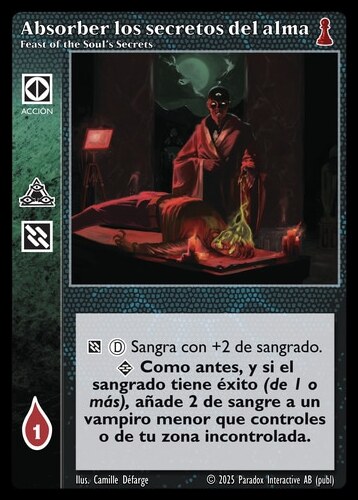 Absorber los secretos del alma
Feast of the Soul's Secrets
ACCIÓN
D Sangra con +2 de sangrado.
Como antes, y si el
sangrado tiene éxito (de 1 o
más), añade 2 de sangre a un
vampiro menor que controles
o de tu zona incontrolada.
1
Ilus. Camille Défarge
© 2025 Paradox Interactive AB (publ)